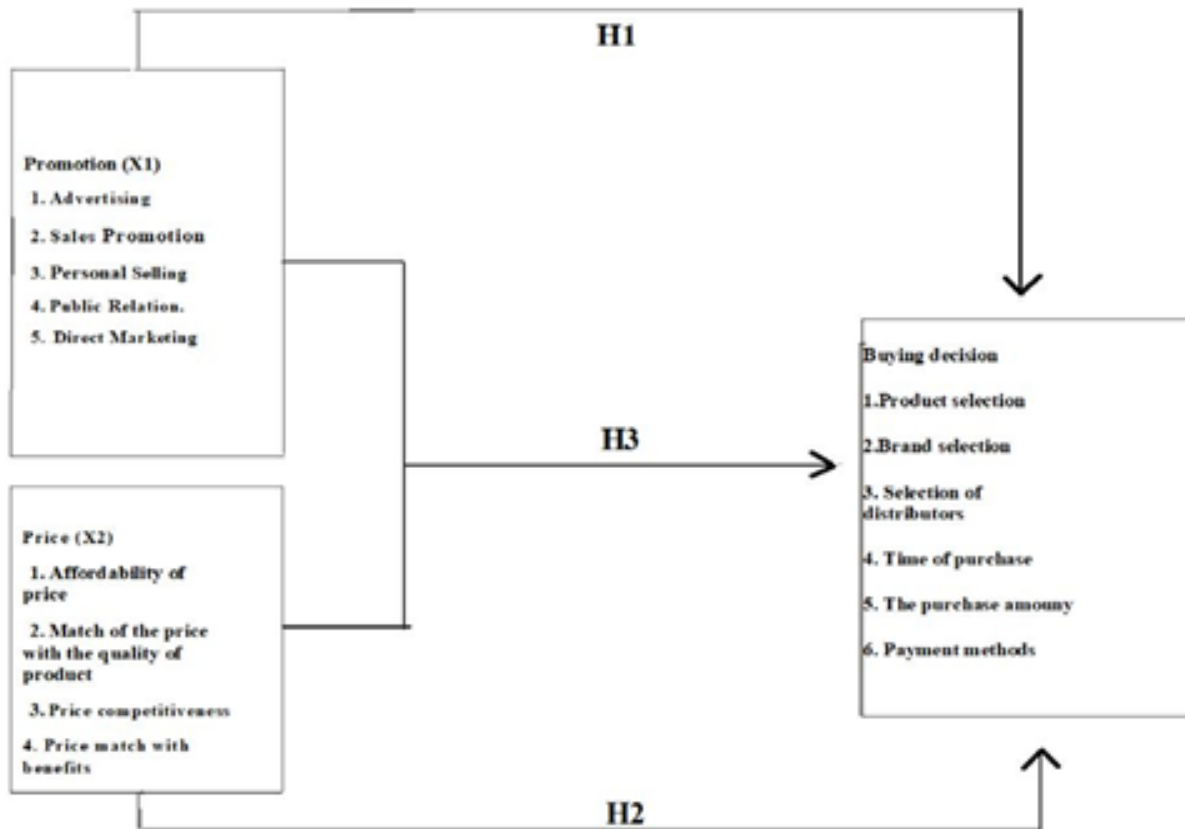 H1
Promotion (X1)
1. Advertising
2. Sales Promotion
3. Personal Selling
4. Public Relation.
5. Direct Marketing
H3
Price (X2)
1. Affordability of
price
2. Match of the price
with the quality of
product
3. Price competitiveness
4. Price match with
benefits
Buying decision
1.Product selection
2.Brand selection
3. Selection of
distributors
4. Time of purchase
5. The purchase amouny
6. Payment methods
H2